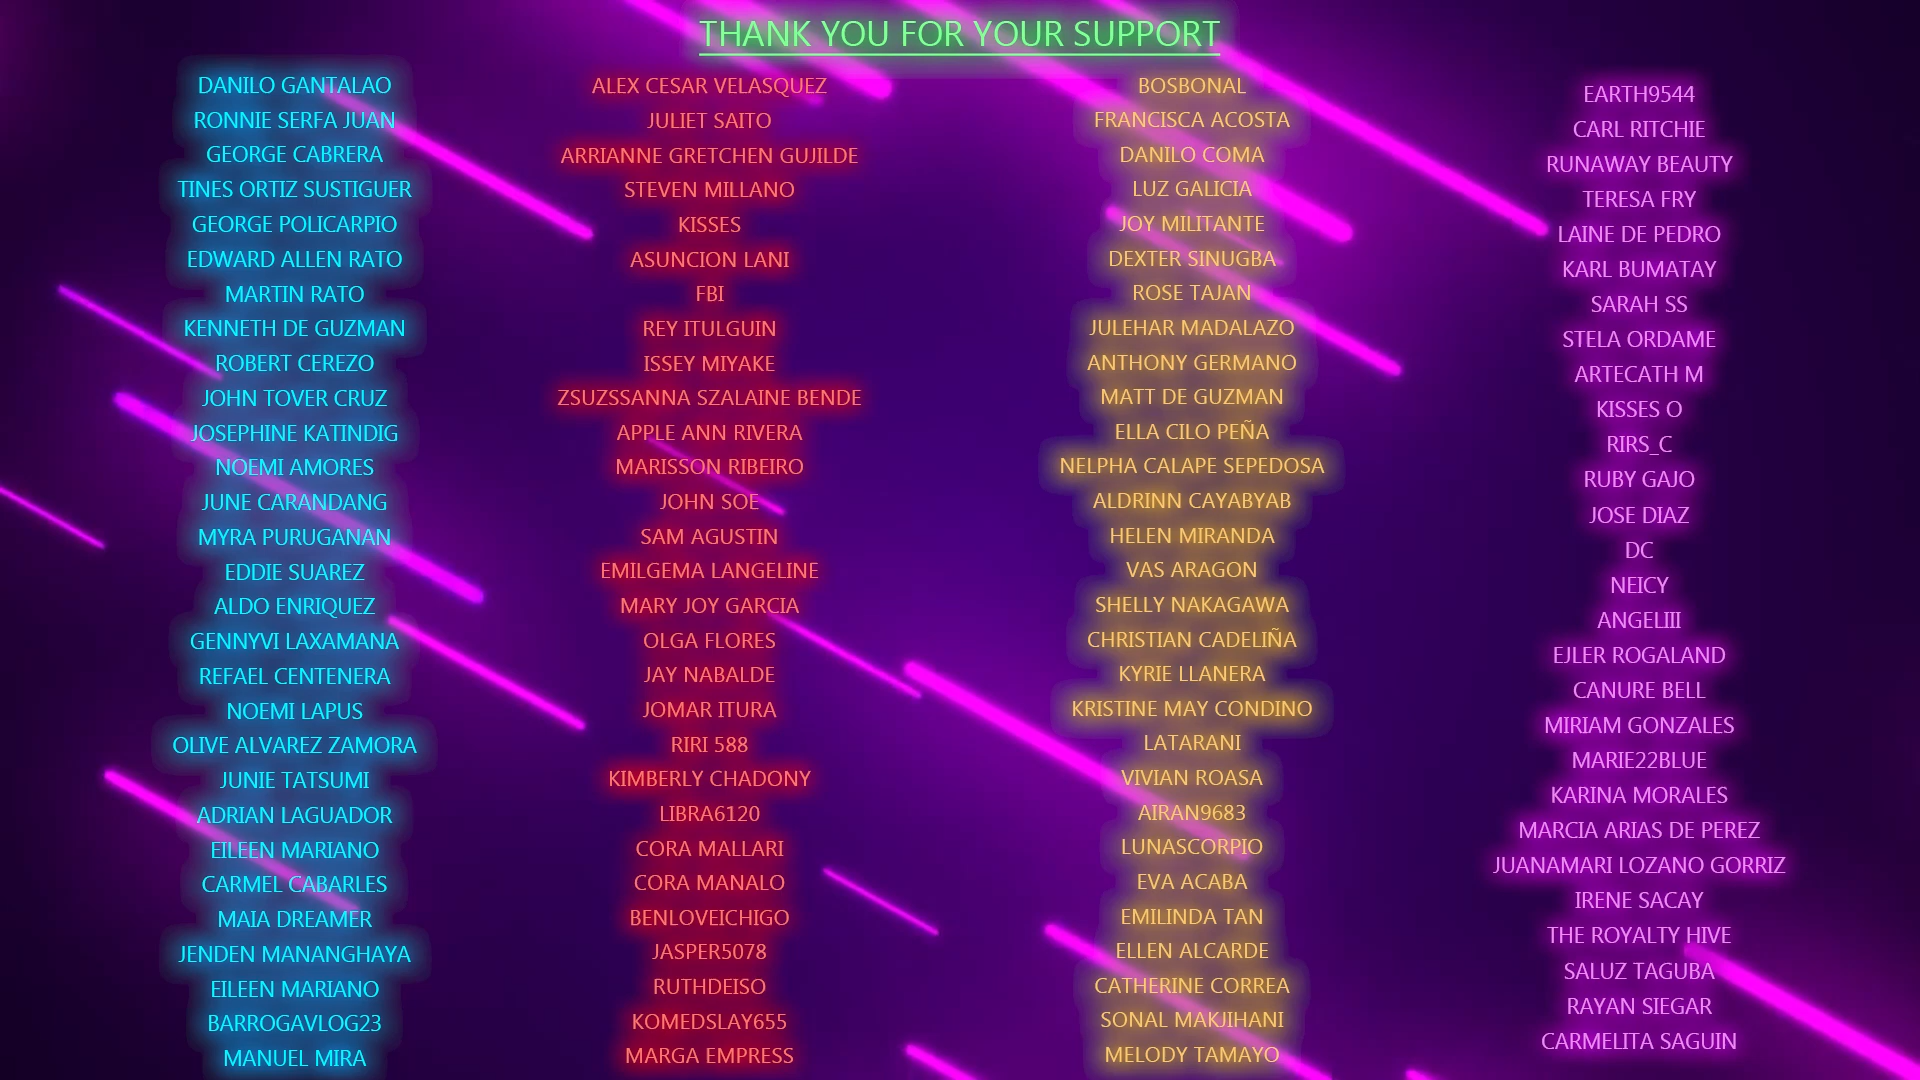 THANK YOU FOR YOUR SUPPORT
DANILO GANTALAO
RONNIE SERFA JUAN
GEORGE CABRERA
TINES ORTIZ SUSTIGUER
GEORGE POLICARPIO
EDWARD ALLEN RATO
MARTIN RATO
KENNETH DE GUZMAN
ROBERT CEREZO
JOHN TOVER CRUZ
JOSEPHINE KATINDIG
NOEMI AMORES
JUNE CARANDANG
MYRA PURUGANAN
EDDIE SUAREZ
ALDO ENRIQUEZ
GENNYVI LAXAMANA
REFAEL CENTENERA
NOEMI LAPUS
OLIVE ALVAREZ ZAMORA
JUNIE TATSUMI
ADRIAN LAGUADOR
EILEEN MARIANO
CARMEL CABARLES
MAIA DREAMER
JENDEN MANANGHAYA
EILEEN MARIANO
BARROGAVLOG23
MANUEL MIRA
ALEX CESAR VELASQUEZ
JULIET SAITO
ARRIANNE GRETCHEN GUJILDE
STEVEN MILLANO
KISSES
ASUNCION LANI
FBI
REY ITULGUIN
ISSEY MIYAKE
ZSUZSSANNA SZALAINE BENDE
APPLE ANN RIVERA
MARISSON RIBEIRO
JOHN SOE
SAM AGUSTIN
EMILGEMA LANGELINE
MARY JOY GARCIA
OLGA FLORES
JAY NABALDE
JOMAR ITURA
RIRI 588
KIMBERLY CHADONY
LIBRA6120
CORA MALLARI
CORA MANALO
BENLOVEICHIGO
JASPER5078
RUTHDEISO
KOMEDSLAY655
MARGA EMPRESS
BOSBONAL
FRANCISCA ACOSTA
DANILO COMA
LUZ GALICIA
JOY MILITANTE
DEXTER SINUGBA
ROSE TAJAN
JULEHAR MADALAZO
ANTHONY GERMANO
MATT DE GUZMAN
ELLA CILO PEÑA
NELPHA CALAPE SEPEDOSA
ALDRINN CAYABYAB
HELEN MIRANDA
VAS ARAGON
SHELLY NAKAGAWA
CHRISTIAN CADELIÑA
KYRIE LLANERA
KRISTINE MAY CONDINO
LATARANI
VIVIAN ROASA
AIRAN9683
LUNASCORPIO
EVA ACABA
EMILINDA TAN
ELLEN ALCARDE
CATHERINE CORREA
SONAL MAKJIHANI
MELODY TAMAYO
EARTH9544
CARL RITCHIE
RUNAWAY BEAUTY
TERESA FRY
LAINE DE PEDRO
KARL BUMATAY
SARAH SS
STELA ORDAME
ARTECATH M
KISSES O
RIRS_C
RUBY GAJO
JOSE DIAZ
DC
NEICY
ANGELIII
EJLER ROGALAND
CANURE BELL
MIRIAM GONZALES
MARIE22BLUE
KARINA MORALES
MARCIA ARIAS DE PEREZ
JUANAMARI LOZANO GORRIZ
IRENE SACAY
THE ROYALTY HIVE
SALUZ TAGUBA
RAYAN SIEGAR
CARMELITA SAGUIN